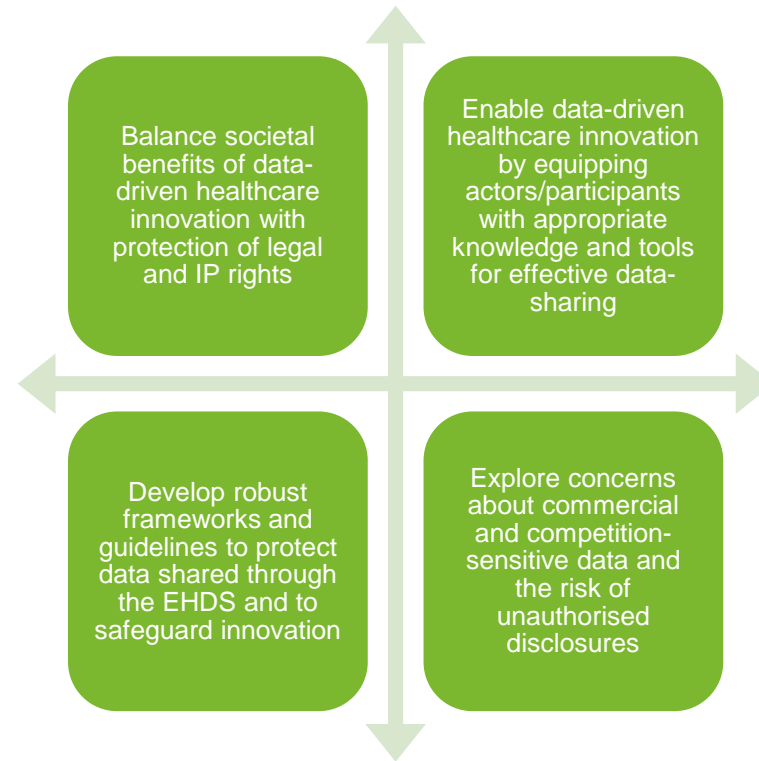 Balance societal
benefits of data-
driven healthcare
innovation with
protection of legal
and IP rights
Enable data-driven
healthcare innovation
by equipping
actors/participants
with appropriate
knowledge and tools
for effective data-
sharing
Develop robust
frameworks and
guidelines to protect
data shared through
the EHDS and to
safeguard innovation
Explore concerns
about commercial
and competition-
sensitive data and
the risk of
unauthorised
disclosures